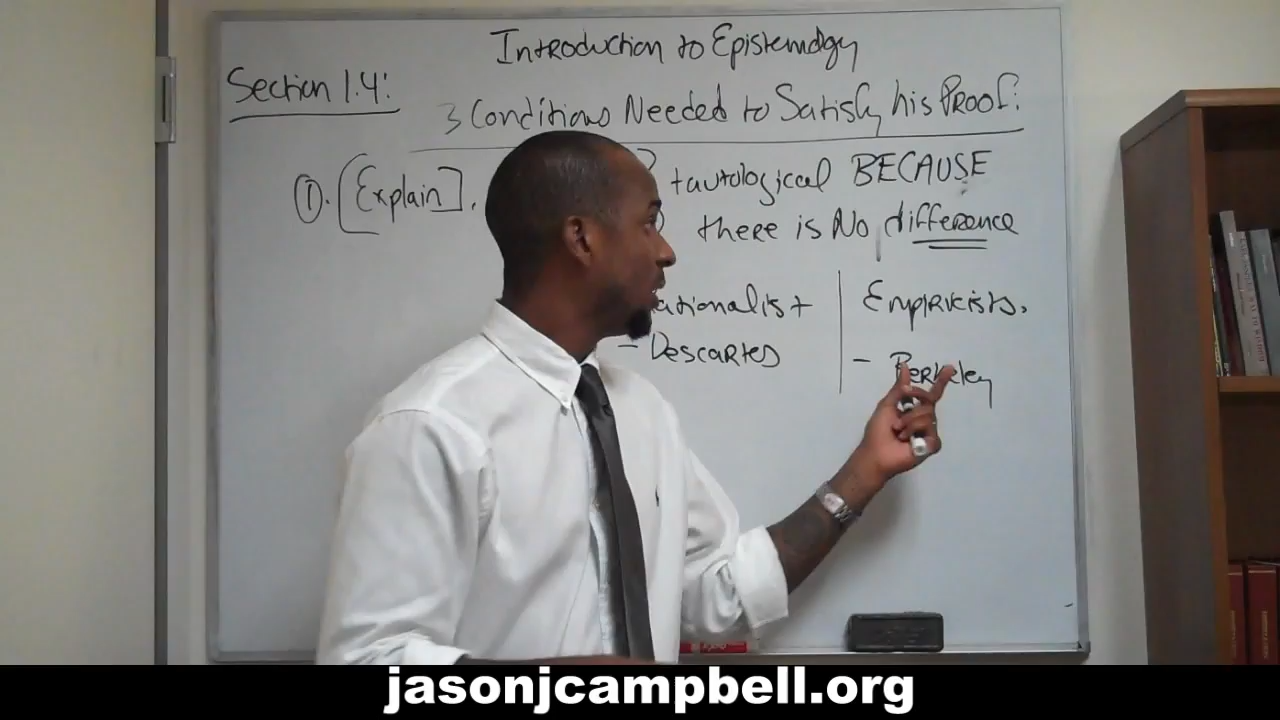 Introduction to Epistemology
Section 1.4:
3 Conditions Needed to Satisfy his Proof:
①. [Explain].
tautological BECAUSE
there is No difference
ationalist
Empiricists.
- Descartes
- Berkeley
jasonjcampbell.org